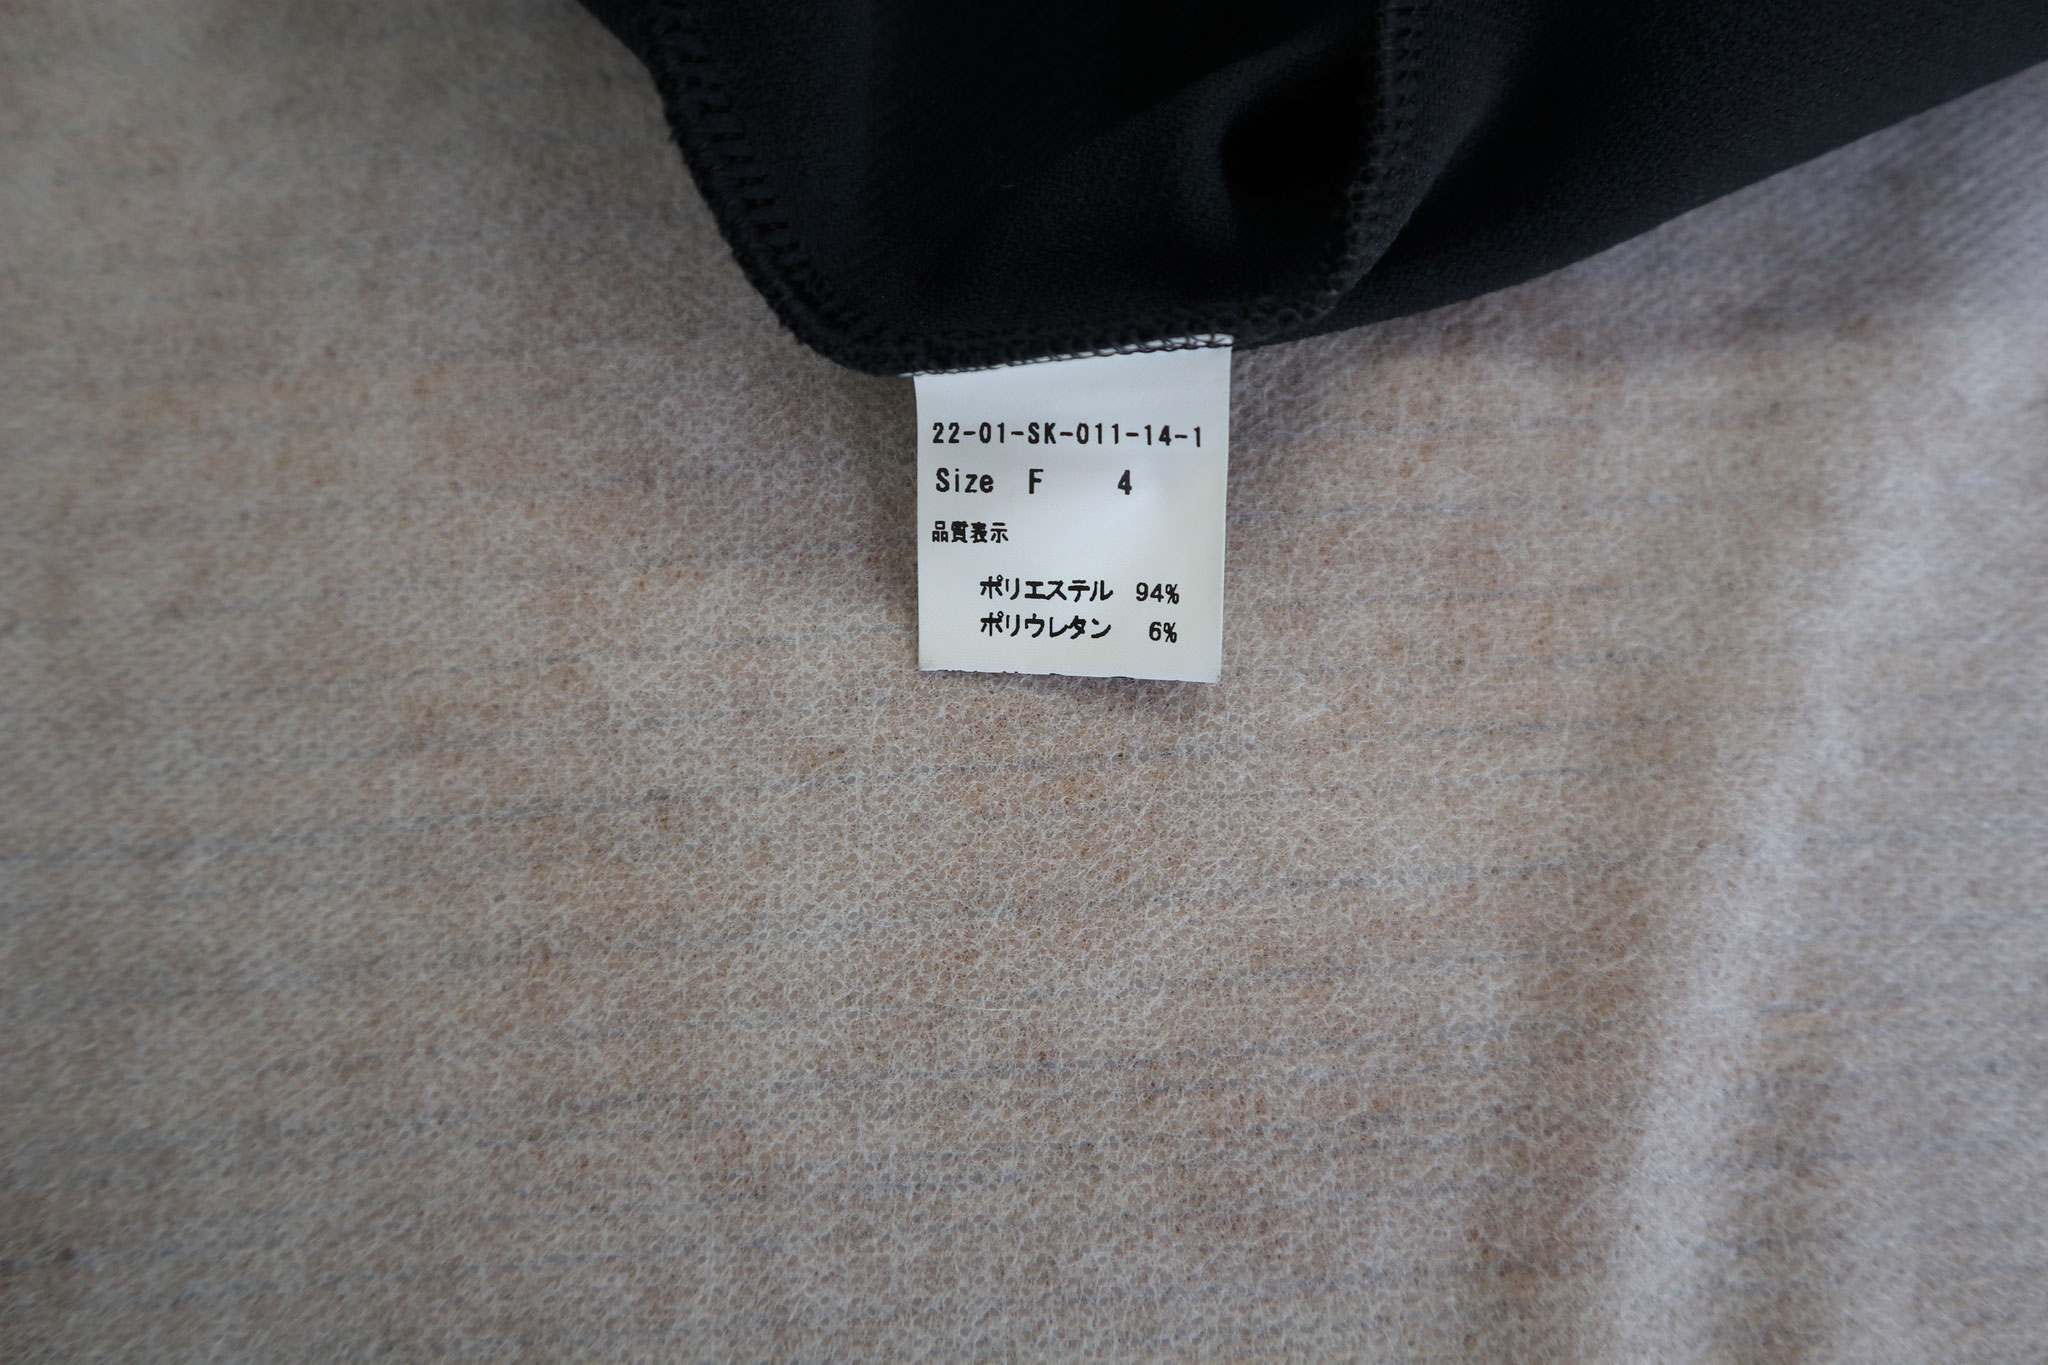 22-01-SK-011-14-1
Size F 4
品質表示
ポリエステル 94%
ポリウレタン 6%